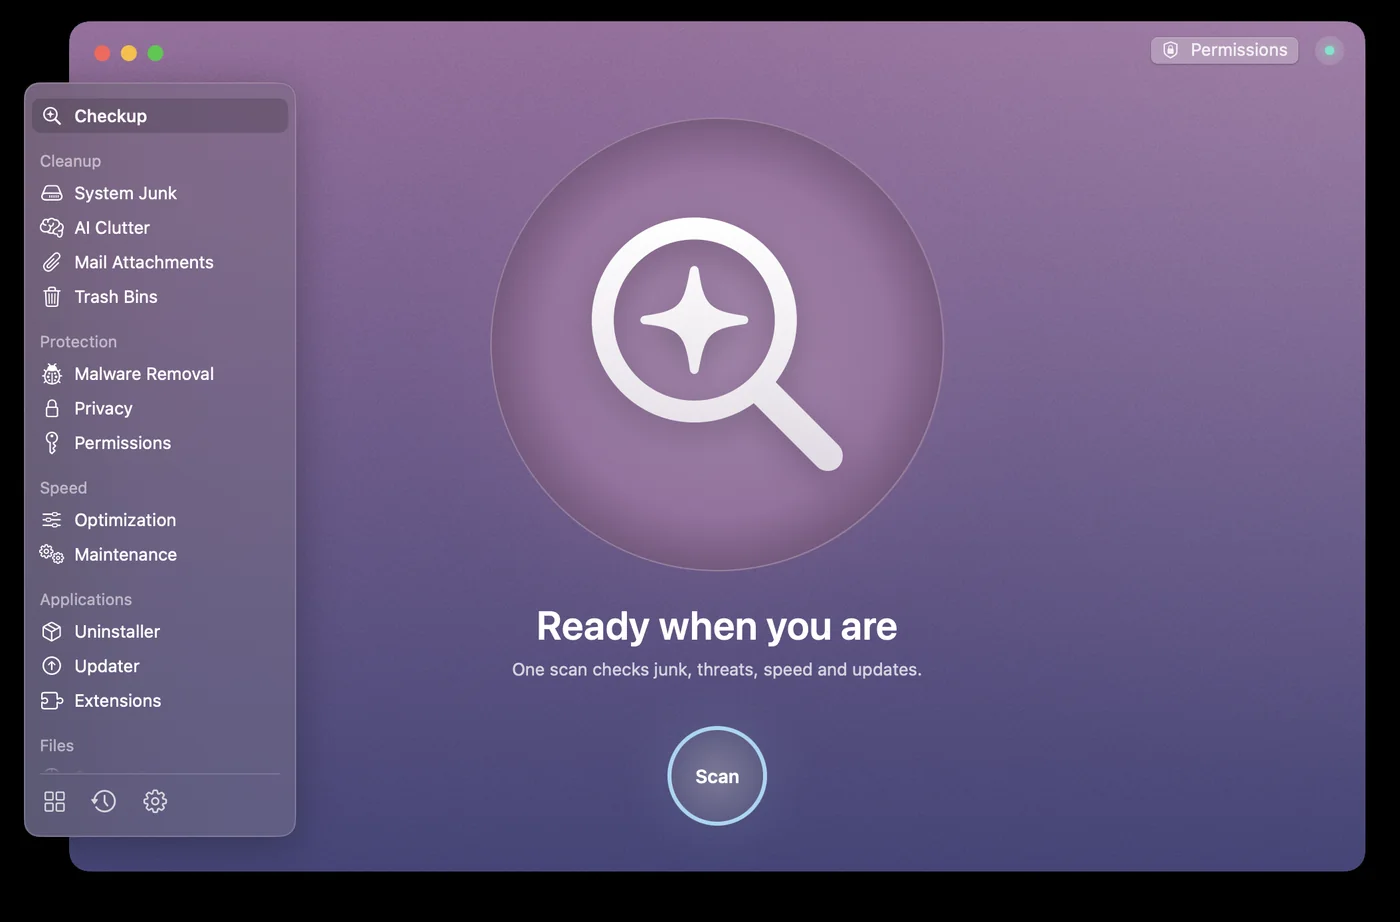 Permissions
Checkup
Cleanup
System Junk
AI Clutter
Mail Attachments
Trash Bins
Protection
Malware Removal
Privacy
Permissions
Speed
Optimization
Maintenance
Applications
Uninstaller
Updater
Extensions
Files
Ready when you are
One scan checks junk, threats, speed and updates.
Scan